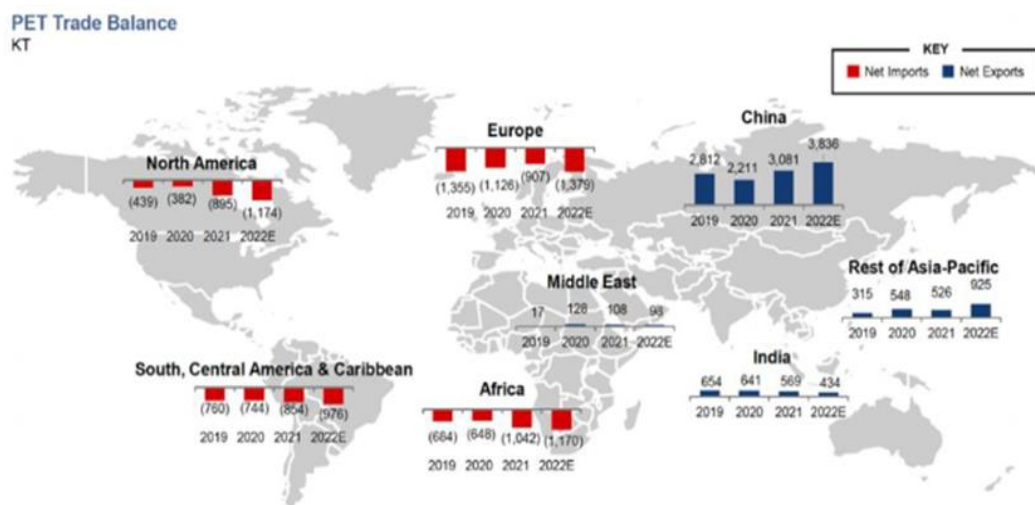 PET Trade Balance
KT
KEY
Net Imports Net Exports
North America
(439) (382) (895) (1,174)
2019 2020 2021 2022E
Europe
(1,355) (1,126) (907) (1,379)
2019 2020 2021 2022E
China
2,812 2,211 3,081 3,836
2019 2020 2021 2022E
Middle East
17 128 108 98
2019 2020 2021 2022E
Rest of Asia-Pacific
315 548 526 925
2019 2020 2021 2022E
South, Central America & Caribbean
(760) (744) (854) (976)
2019 2020 2021 2022E
Africa
(664) (648) (1,042) (1,170)
2019 2020 2021 2022E
India
654 641 569 434
2019 2020 2021 2022E